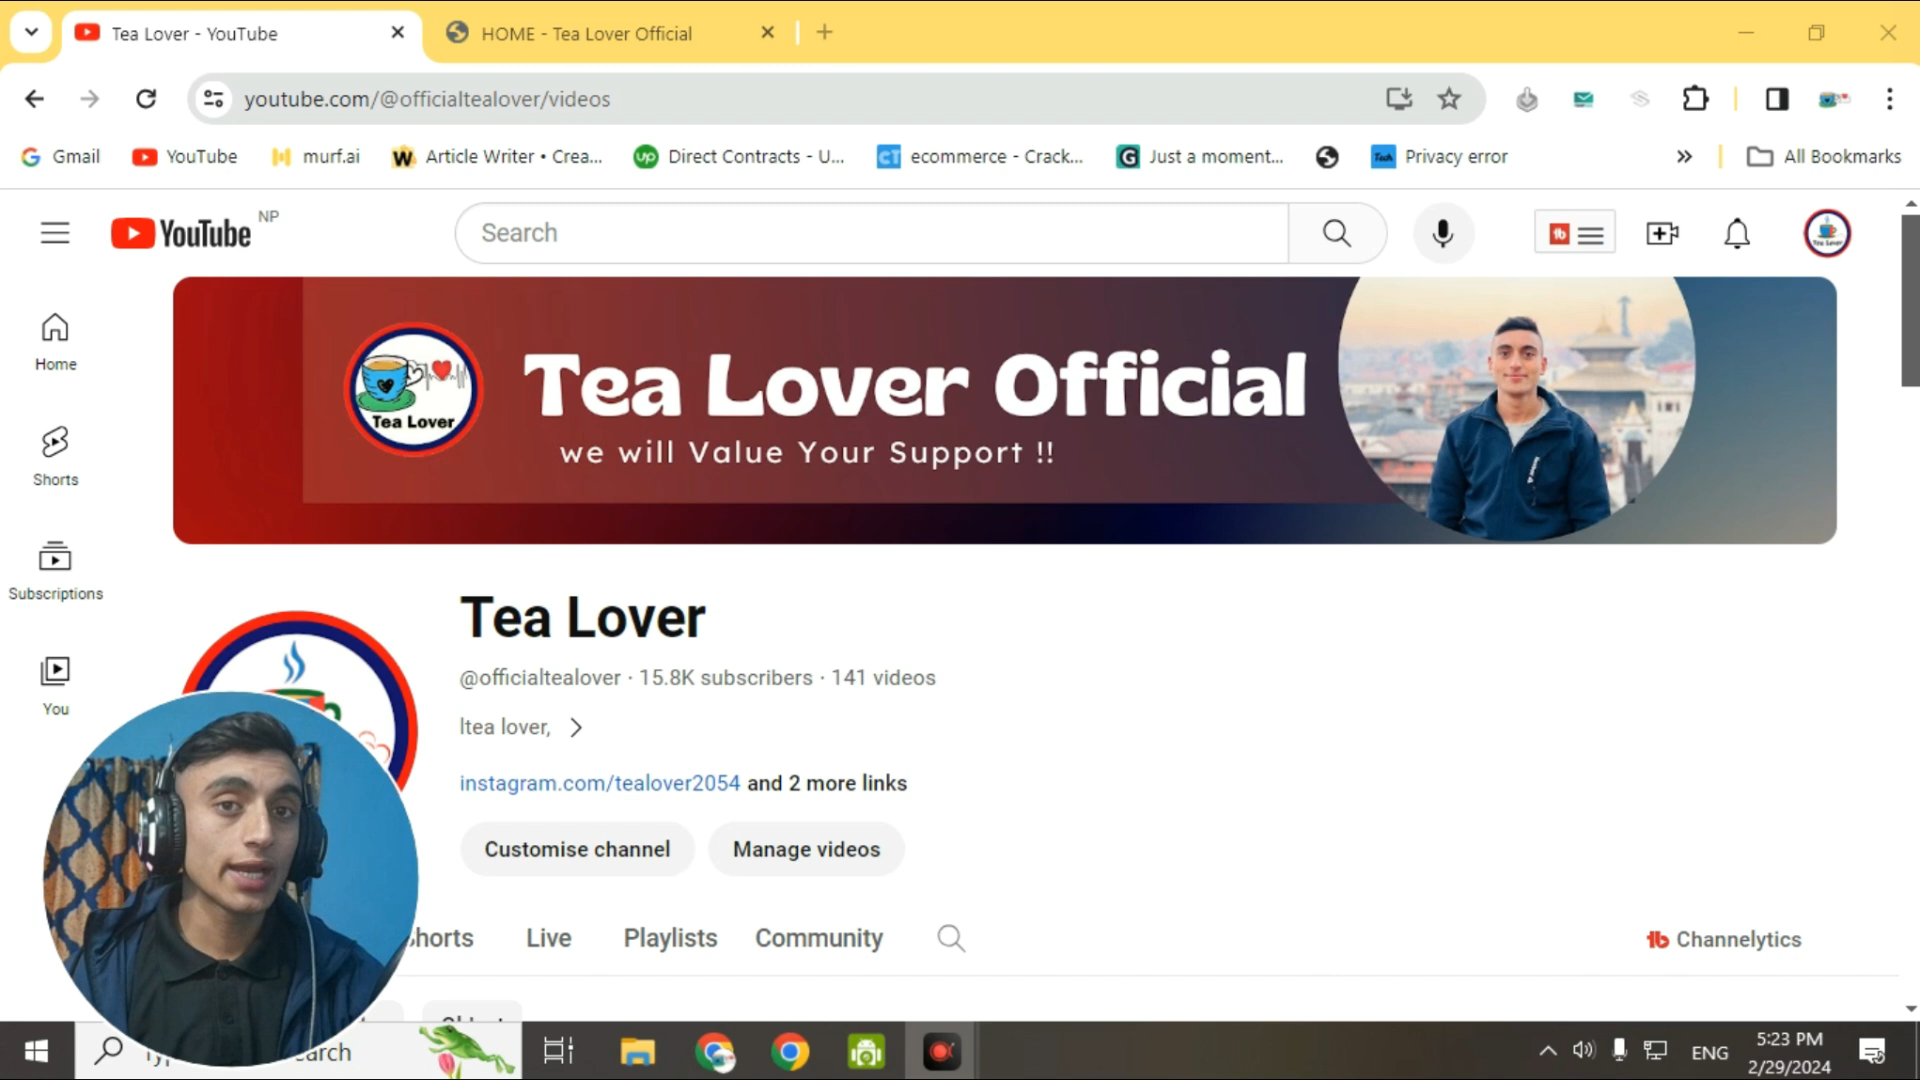 Tea Lover - YouTube
HOME - Tea Lover Official
youtube.com/@officialtealover/videos
Gmail
YouTube
murf.ai
Article Writer • Crea...
Direct Contracts - U...
ecommerce - Crack...
Just a moment...
Privacy error
All Bookmarks
YouTube NP
Search
Home
Shorts
Subscriptions
You
Tea Lover
Tea Lover Official
we will Value Your Support !!
Tea Lover
@officialtealover · 15.8K subscribers · 141 videos
ltea lover,
instagram.com/tealover2054 and 2 more links
Customise channel
Manage videos
Live
Playlists
Community
Channelytics
ENG
5:23 PM
2/29/2024